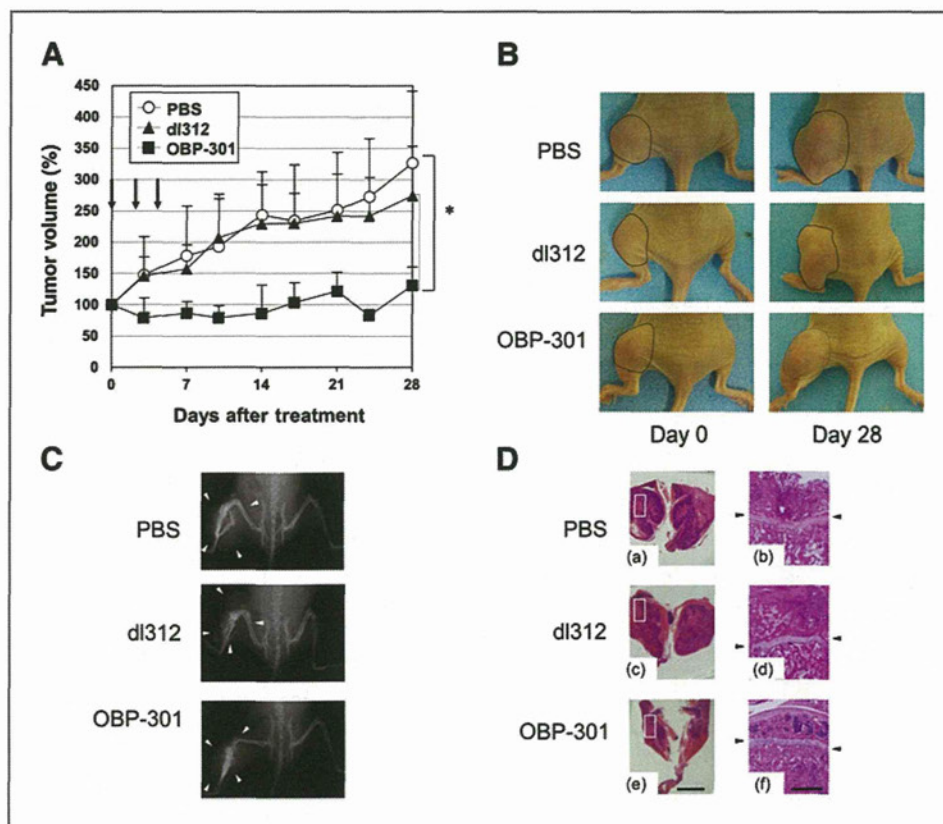 A
Tumor volume (%)
450
400
350
300
250
200
150
100
50
0
PBS
dl312
OBP-301
*
0
7
14
21
28
Days after treatment
B
PBS
dl312
OBP-301
Day 0
Day 28
C
PBS
dl312
OBP-301
D
PBS
(a)
(b)
dl312
(c)
(d)
OBP-301
(e)
(f)